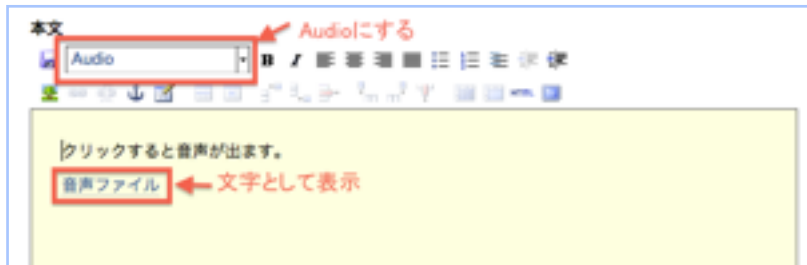 本文
Audioにする
Audio
B I
クリックすると音声が出ます。
音声ファイル
文字として表示